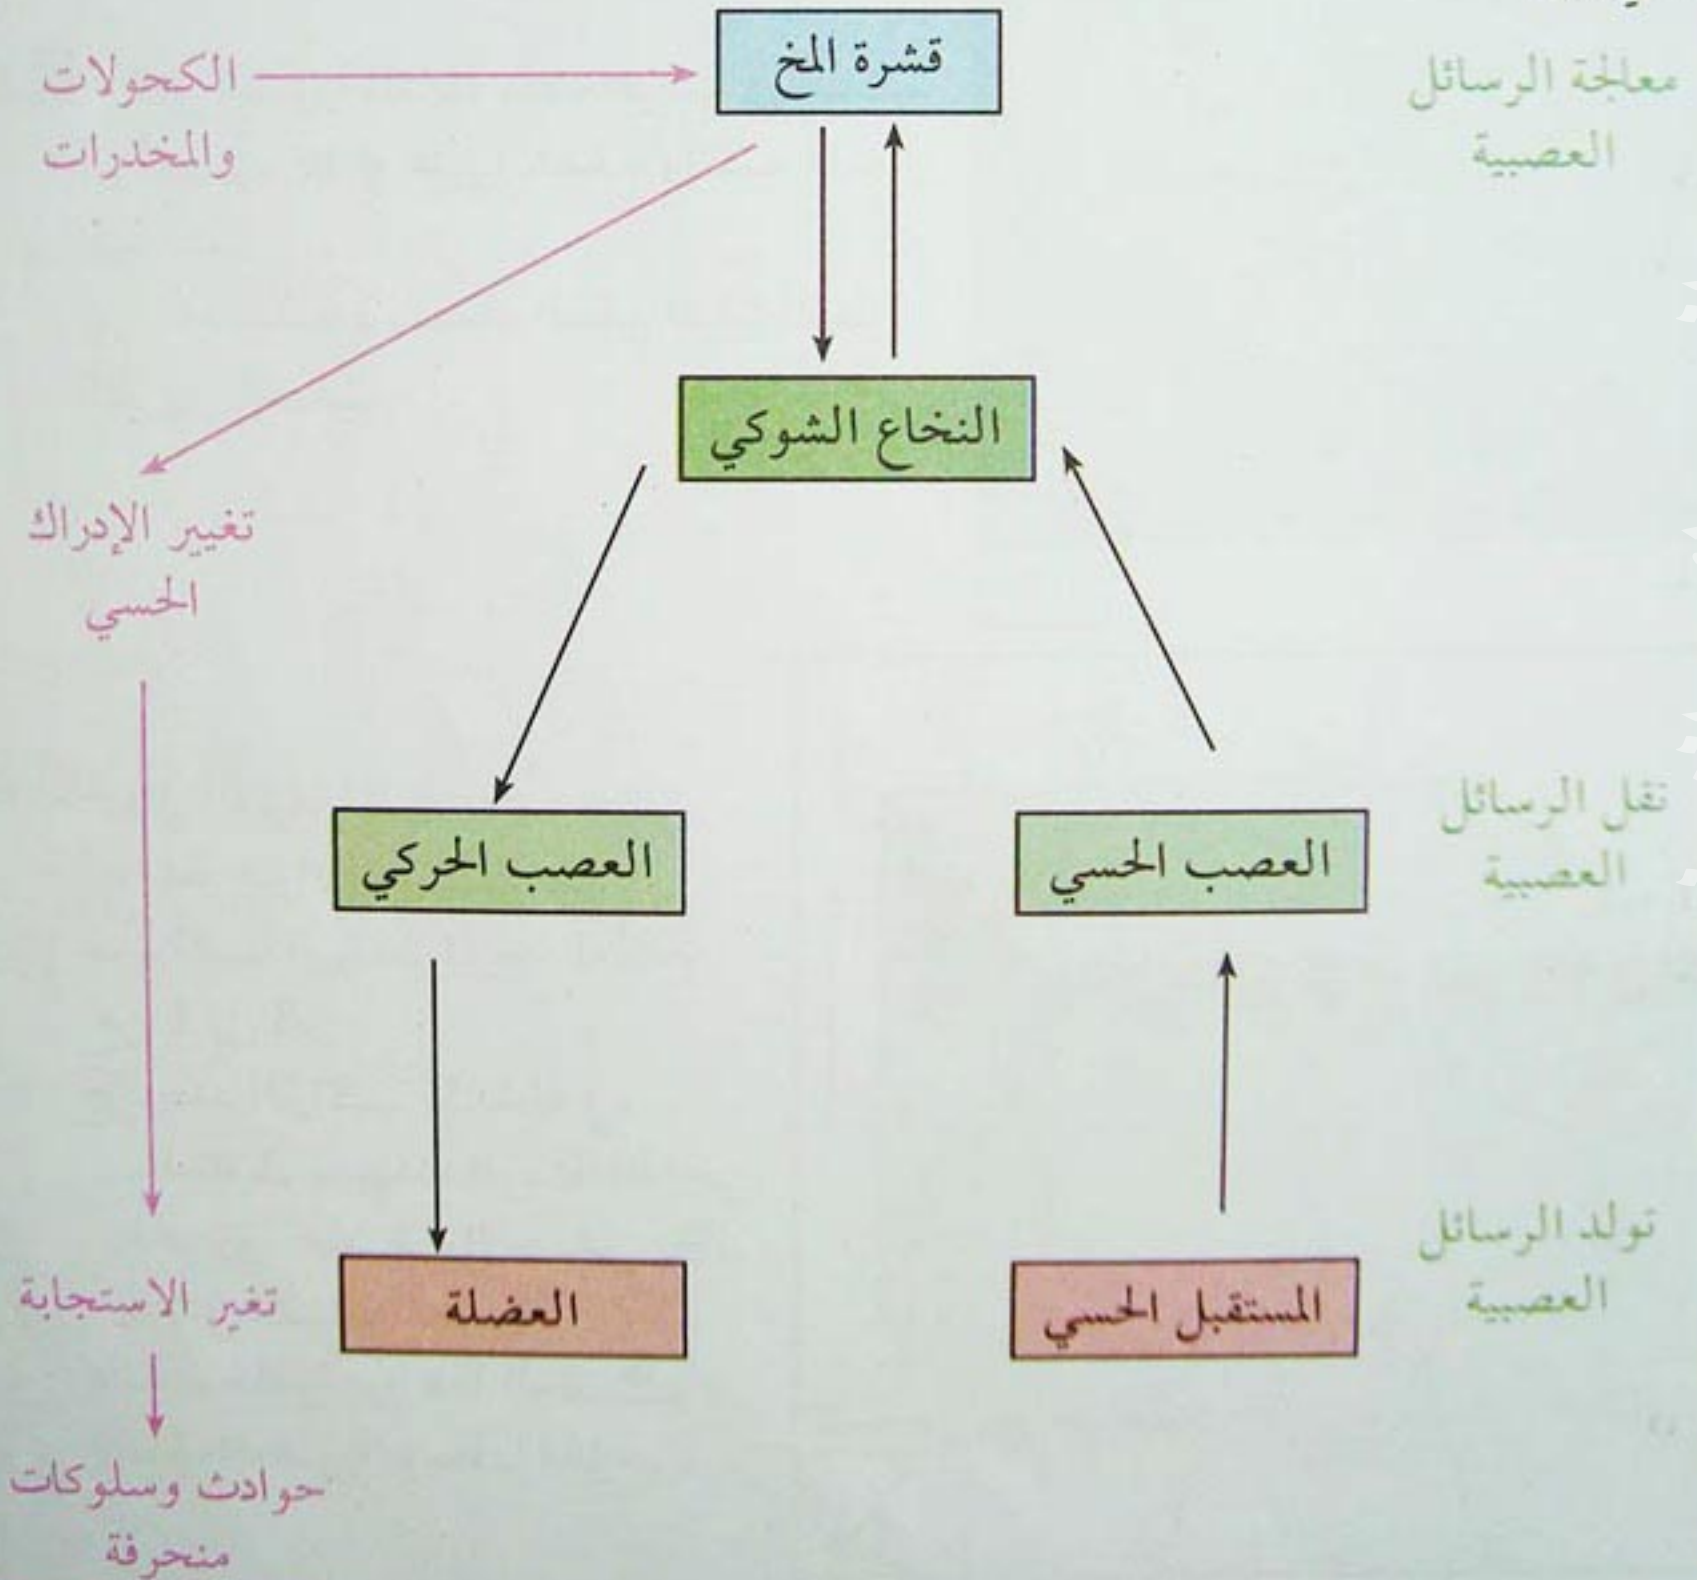 قشرة المخ
معالجة الرسائل
العصبية
الكحولات
والمخدرات
النخاع الشوكي
تغيير الإدراك
الحسي
نقل الرسائل
العصبية
العصب الحسي
العصب الحركي
تولد الرسائل
العصبية
المستقبل الحسي
العضلة
تغير الاستجابة
حوادث وسلوكات
منحرفة